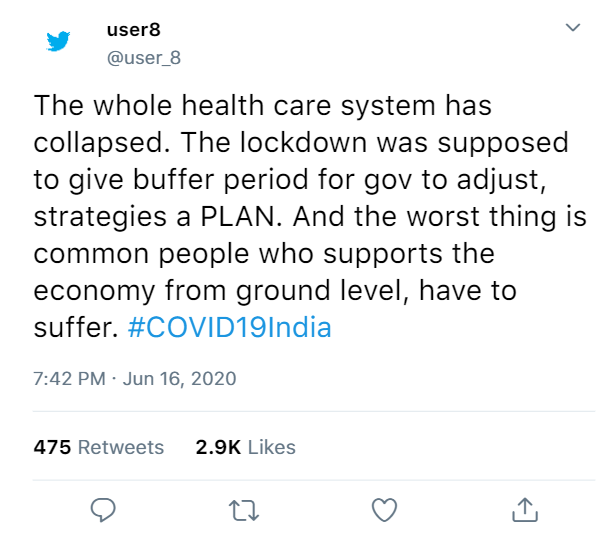 user8
@user_8
The whole health care system has
collapsed. The lockdown was supposed
to give buffer period for gov to adjust,
strategies a PLAN. And the worst thing is
common people who supports the
economy from ground level, have to
suffer. #COVID19India
7:42 PM · Jun 16, 2020
475 Retweets 2.9K Likes